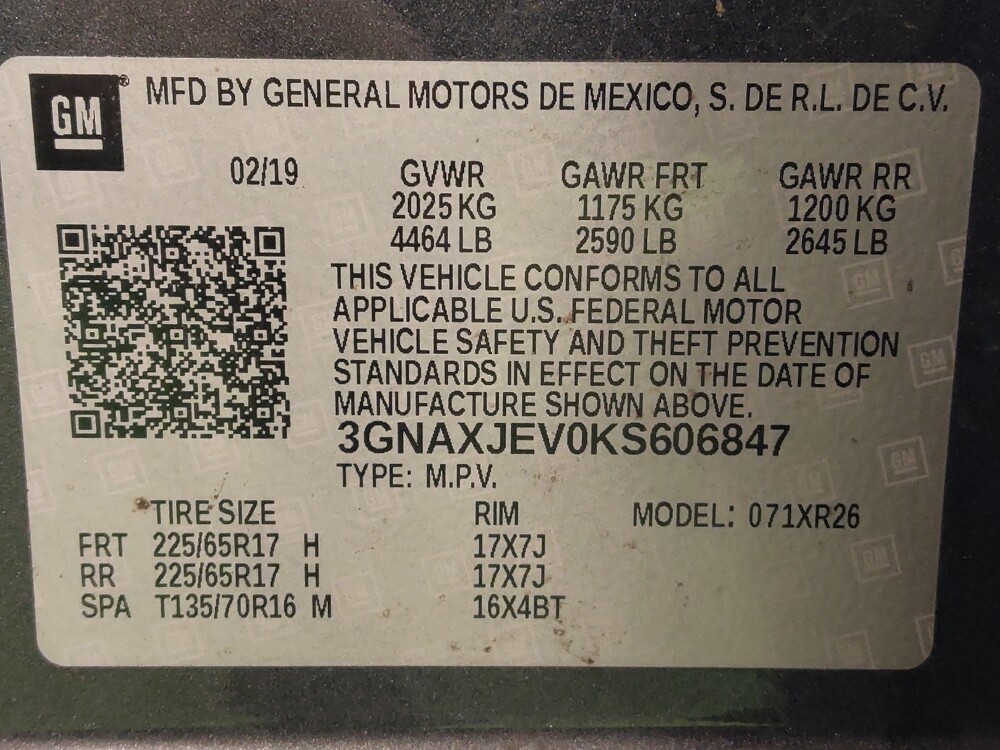 GM® MFD BY GENERAL MOTORS DE MEXICO, S. DE R.L. DE C.V.
02/19 GVWR GAWR FRT GAWR RR
2025 KG 1175 KG 1200 KG
4464 LB 2590 LB 2645 LB
THIS VEHICLE CONFORMS TO ALL
APPLICABLE U.S. FEDERAL MOTOR
VEHICLE SAFETY AND THEFT PREVENTION
STANDARDS IN EFFECT ON THE DATE OF
MANUFACTURE SHOWN ABOVE.
3GNAXJEV0KS606847
TYPE: M.P.V.
TIRE SIZE RIM MODEL: 071XR26
FRT 225/65R17 H 17X7J
RR 225/65R17 H 17X7J
SPA T135/70R16 M 16X4BT